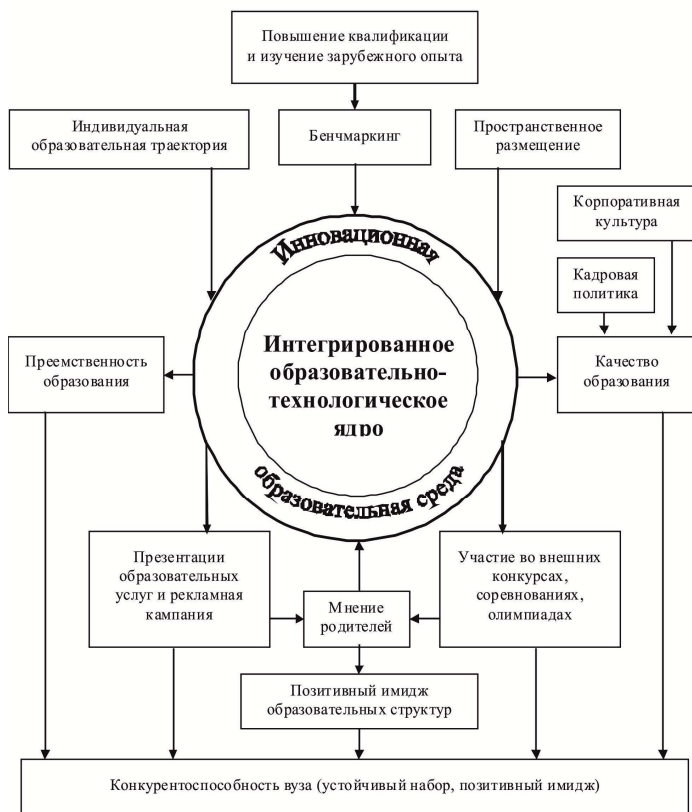 Повышение квалификации
и изучение зарубежного опыта
Индивидуальная
образовательная траектория
Бенчмаркинг
Пространственное
размещение
Корпоративная
культура
Кадровая
политика
Инновационная
образовательная среда
Интегрированное
образовательно-
технологическое
ядро
Преемственность
образования
Качество
образования
Презентации
образовательных
услуг и рекламная
кампания
Мнение
родителей
Участие во внешних
конкурсах,
соревнованиях,
олимпиадах
Позитивный имидж
образовательных структур
Конкурентоспособность вуза (устойчивый набор, позитивный имидж)